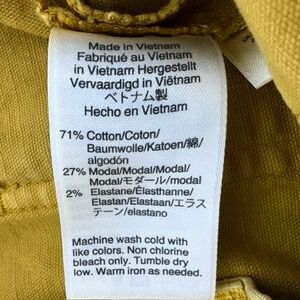 Made in Vietnam
Fabriqué au Vietnam
in Vietnam Hergestellt
Vervaardigd in Viëtnam
ベトナム製
Hecho en Vietnam
71% Cotton/Coton/
Baumwolle/Katoen/綿/
algodón
27% Modal/Modal/Modal/
Modal/モダール/modal
2% Elastane/Élasthanne/
Elastan/Elastaan/エラス
テーン/elastano
Machine wash cold with
like colors. Non chlorine
bleach only. Tumble dry
low. Warm iron as needed.